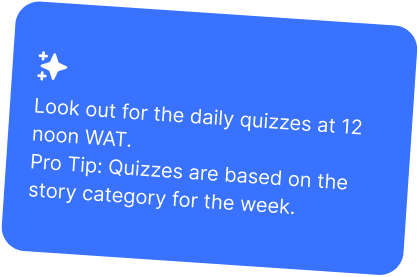 Look out for the daily quizzes at 12
noon WAT.
Pro Tip: Quizzes are based on the
story category for the week.